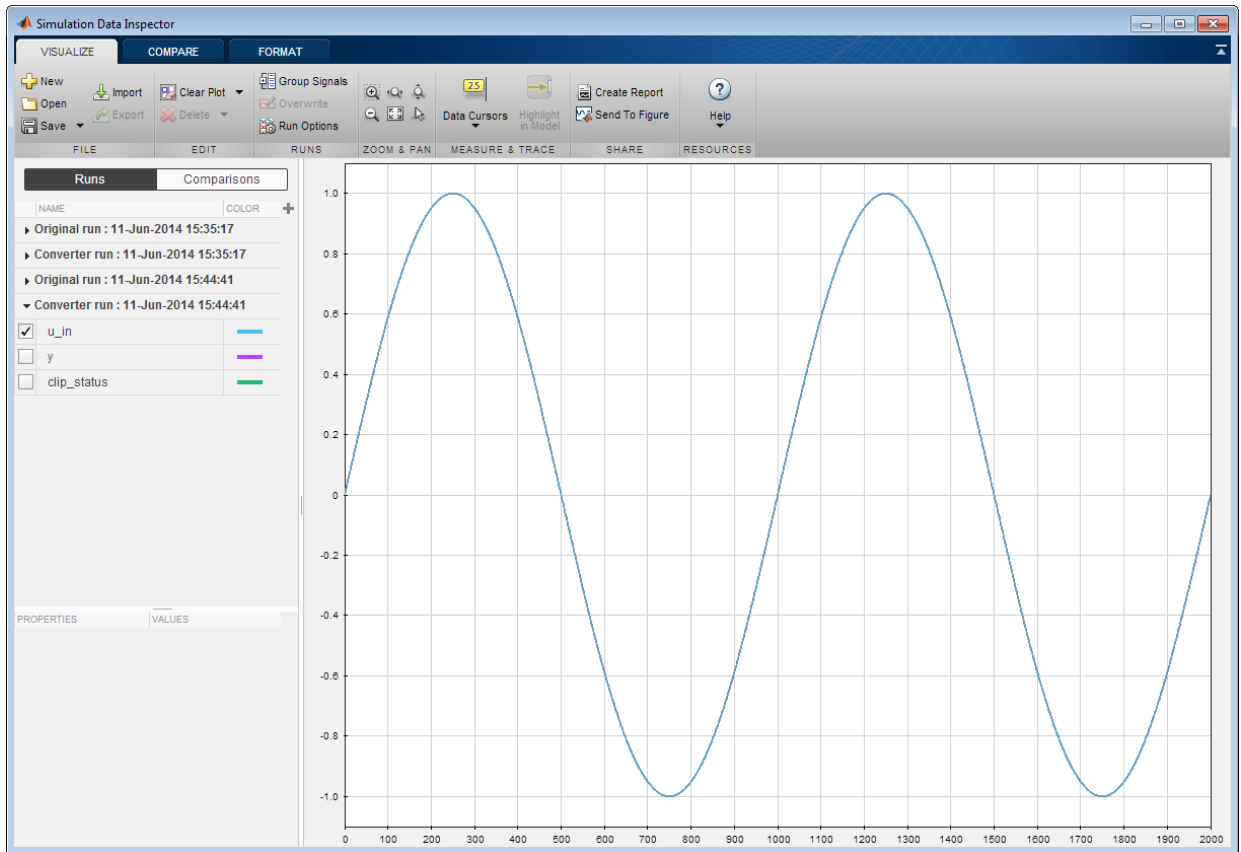 Simulation Data Inspector
VISUALIZE COMPARE FORMAT
New
Open
Save
Import
Export
FILE
Clear Plot
Delete
EDIT
Group Signals
Overwrite
Run Options
RUNS
ZOOM & PAN
2.5
Data Cursors
Highlight
in Model
MEASURE & TRACE
Create Report
Send To Figure
SHARE
?
Help
RESOURCES
Runs Comparisons
NAME COLOR
Original run : 11-Jun-2014 15:35:17
Converter run : 11-Jun-2014 15:35:17
Original run : 11-Jun-2014 15:44:41
Converter run : 11-Jun-2014 15:44:41
u_in
y
clip_status
PROPERTIES VALUES
1.0
0.8
0.6
0.4
0.2
0
-0.2
-0.4
-0.6
-0.8
-1.0
0 100 200 300 400 500 600 700 800 900 1000 1100 1200 1300 1400 1500 1600 1700 1800 1900 2000